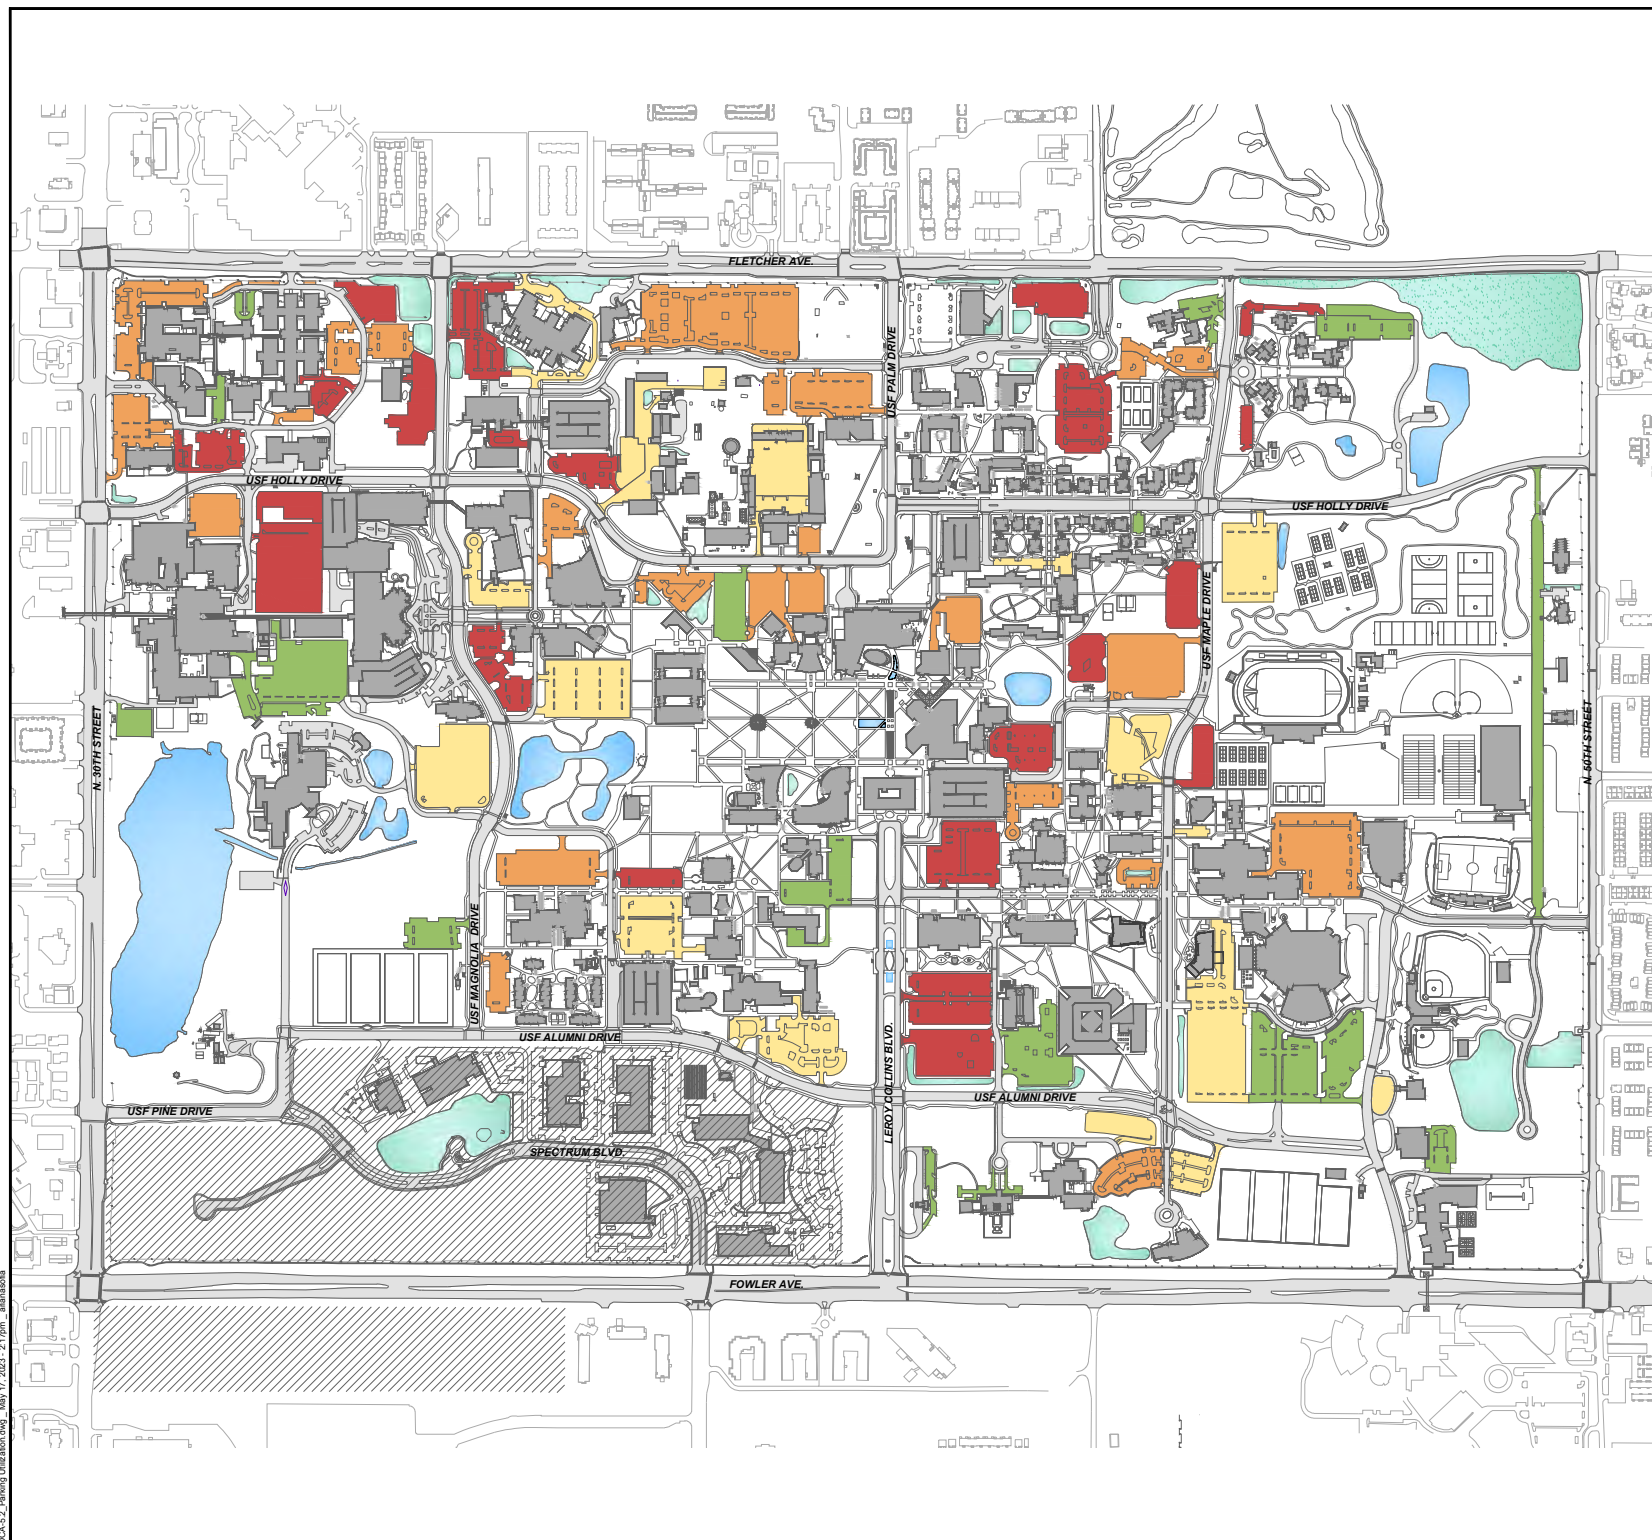 FLETCHER AVE.
USF PALM DRIVE
USF HOLLY DRIVE
USF HOLLY DRIVE
USF MAPLE DRIVE
N. 30TH STREET
N. 50TH STREET
USF MAGNOLIA DRIVE
USF ALUMNI DRIVE
LEROY COLLINS BLVD.
USF ALUMNI DRIVE
USF PINE DRIVE
SPECTRUM BLVD.
FOWLER AVE.